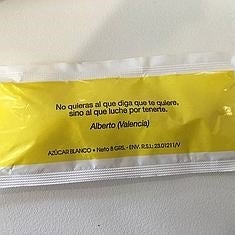 No quieras al que diga que te quiere,
sino al que luche por tenerte.
Alberto (Valencia)
AZÚCAR BLANCO • Neto 8 GRS. - ENV. R.S.I.: 23.01211/V